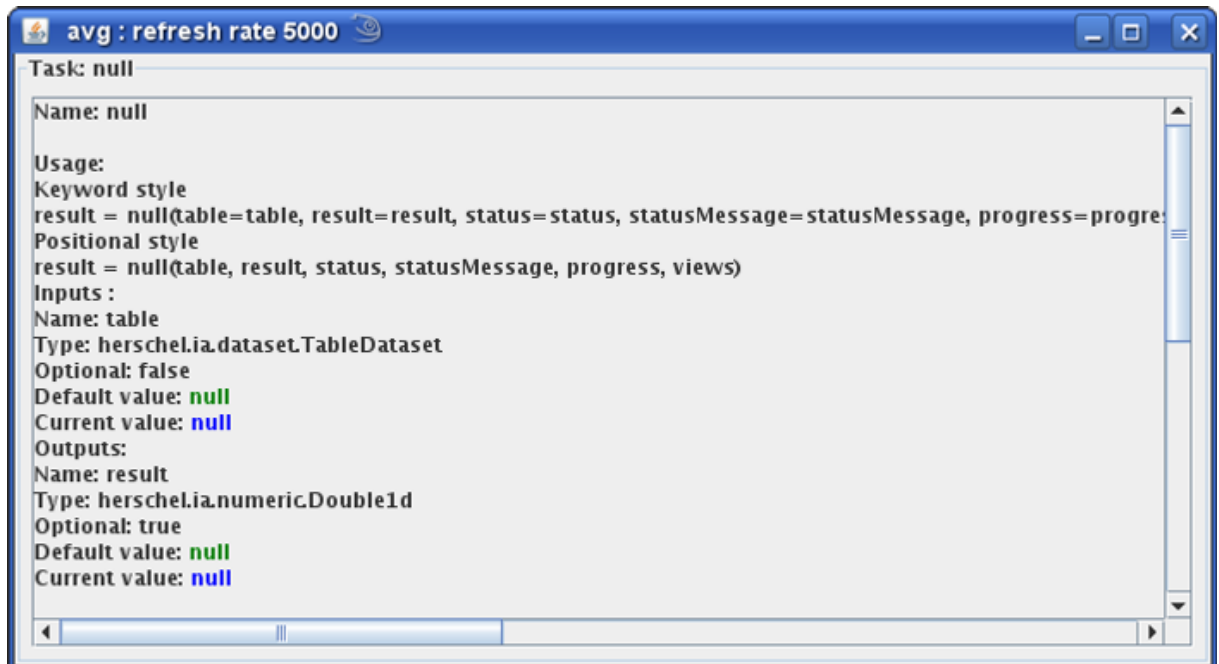 avg : refresh rate 5000
Task: null
Name: null
Usage:
Keyword style
result = null(table=table, result=result, status=status, statusMessage=statusMessage, progress=progres
Positional style
result = null(table, result, status, statusMessage, progress, views)
Inputs :
Name: table
Type: herschel.ia.dataset.TableDataset
Optional: false
Default value: null
Current value: null
Outputs:
Name: result
Type: herschel.ia.numeric.Double1d
Optional: true
Default value: null
Current value: null